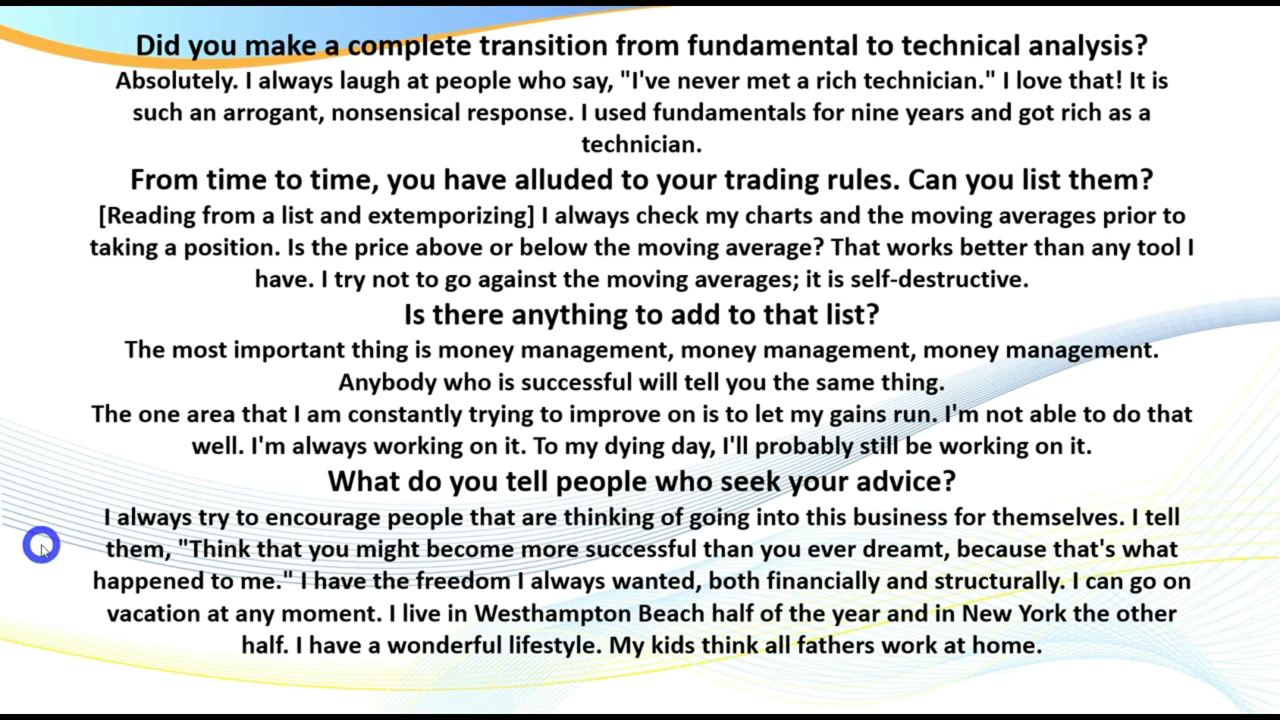 Did you make a complete transition from fundamental to technical analysis?
Absolutely. I always laugh at people who say, "I've never met a rich technician." I love that! It is
such an arrogant, nonsensical response. I used fundamentals for nine years and got rich as a
technician.
From time to time, you have alluded to your trading rules. Can you list them?
[Reading from a list and extemporizing] I always check my charts and the moving averages prior to
taking a position. Is the price above or below the moving average? That works better than any tool I
have. I try not to go against the moving averages; it is self-destructive.
Is there anything to add to that list?
The most important thing is money management, money management, money management.
Anybody who is successful will tell you the same thing.
The one area that I am constantly trying to improve on is to let my gains run. I'm not able to do that
well. I'm always working on it. To my dying day, I'll probably still be working on it.
What do you tell people who seek your advice?
I always try to encourage people that are thinking of going into this business for themselves. I tell
them, "Think that you might become more successful than you ever dreamt, because that's what
happened to me." I have the freedom I always wanted, both financially and structurally. I can go on
vacation at any moment. I live in Westhampton Beach half of the year and in New York the other
half. I have a wonderful lifestyle. My kids think all fathers work at home.